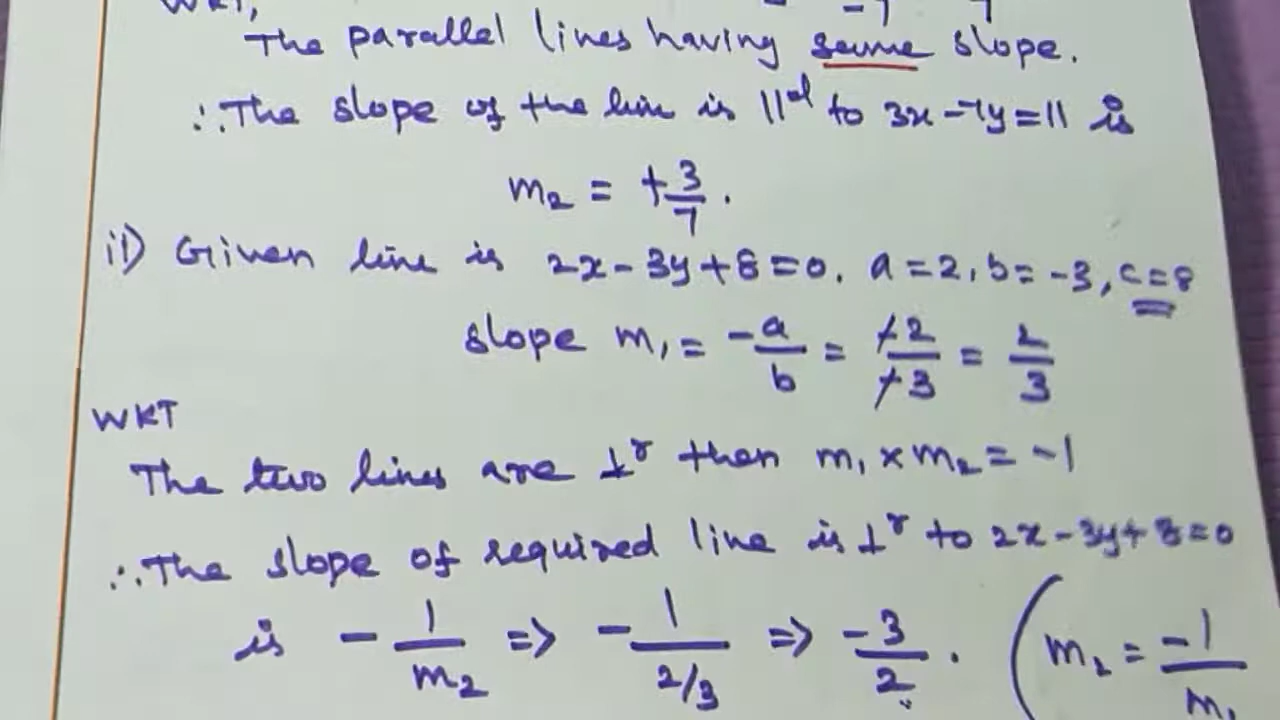 WKT, = -7 7
The parallel lines having same slope.
∴ The slope of the line is ||el to 3x-7y=11 is
m₂ = +3/7.
ii) Given line is 2x-3y+8=0. a=2, b=-3, c=8
slope m₁ = -a/b = -2/-3 = 2/3
WKT
The two lines are ⊥r then m₁ x m₂ = -1
∴ The slope of required line is ⊥r to 2x-3y+8=0
is -1/m₂ => -1/2/3 => -3/2. (m₂ = -1/m₁